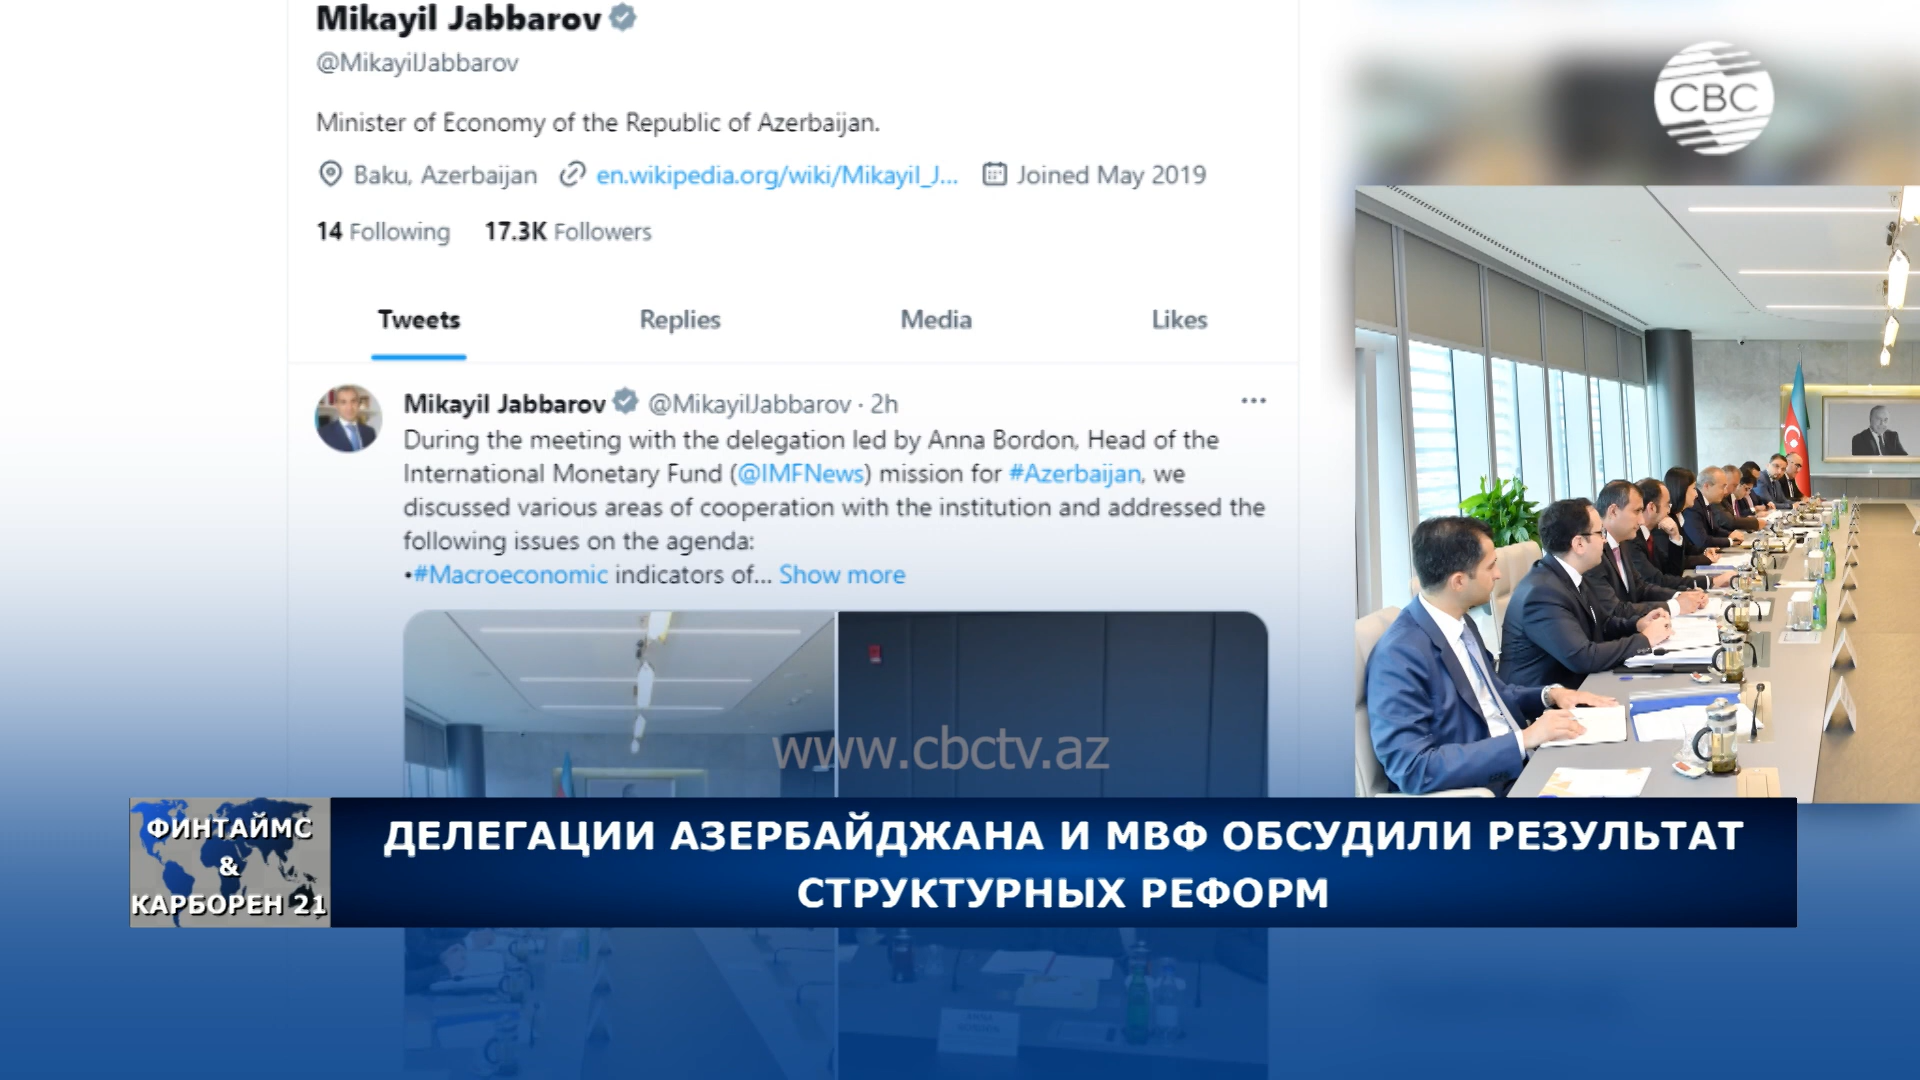 Mikayil Jabbarov
@MikayilJabbarov
Minister of Economy of the Republic of Azerbaijan.
Baku, Azerbaijan en.wikipedia.org/wiki/Mikayil_J... Joined May 2019
14 Following 17.3K Followers
Tweets Replies Media Likes
Mikayil Jabbarov @MikayilJabbarov · 2h
During the meeting with the delegation led by Anna Bordon, Head of the
International Monetary Fund (@IMFNews) mission for #Azerbaijan, we
discussed various areas of cooperation with the institution and addressed the
following issues on the agenda:
•#Macroeconomic indicators of... Show more
CBC
www.cbctv.az
ФИНТАЙМС
&
КАРБОРЕН 21
ДЕЛЕГАЦИИ АЗЕРБАЙДЖАНА И МВФ ОБСУДИЛИ РЕЗУЛЬТАТ
СТРУКТУРНЫХ РЕФОРМ